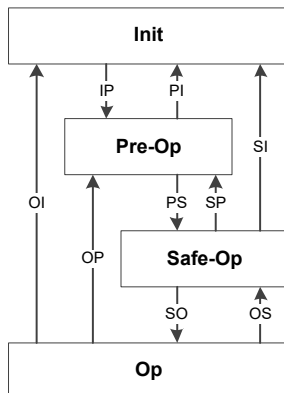 Init
IP PI
Pre-Op
SI
OI OP PS SP
Safe-Op
SO OS
Op